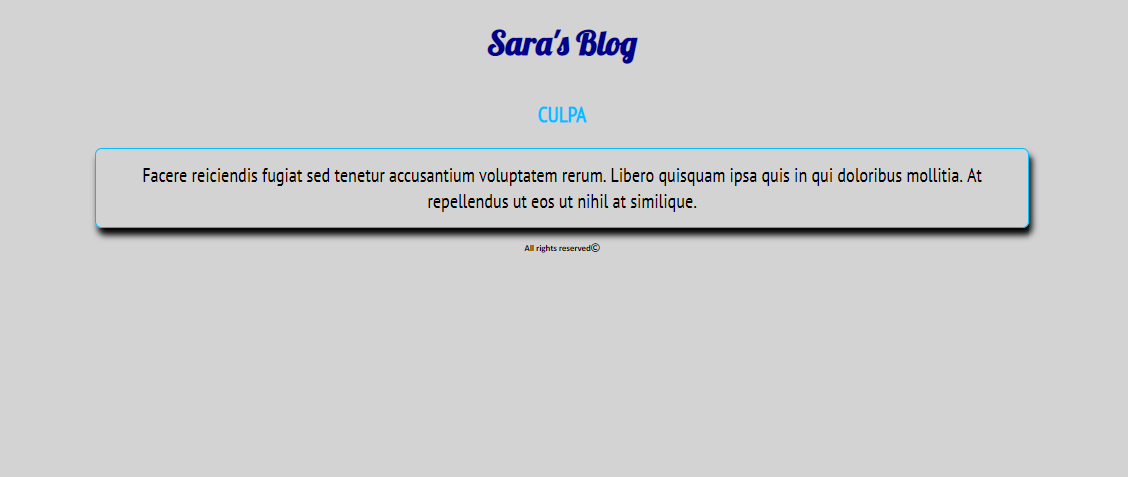 Sara's Blog
CULPA
Facere reiciendis fugiat sed tenetur accusantium voluptatem rerum. Libero quisquam ipsa quis in qui doloribus mollitia. At
repellendus ut eos ut nihil at similique.
All rights reserved©